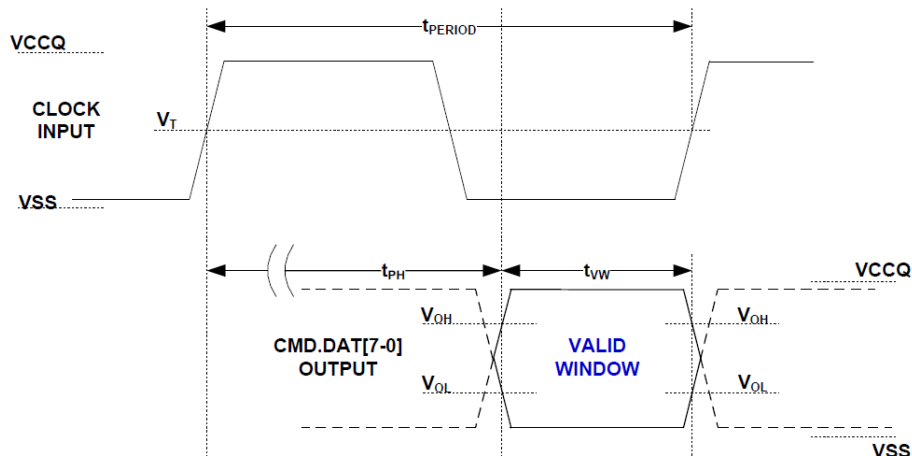 tPERIOD
VCCQ
CLOCK
INPUT
VT
VSS
tPH
tVW
VCCQ
VOH
VOH
CMD.DAT[7-0]
OUTPUT
VALID
WINDOW
VOL
VOL
VSS